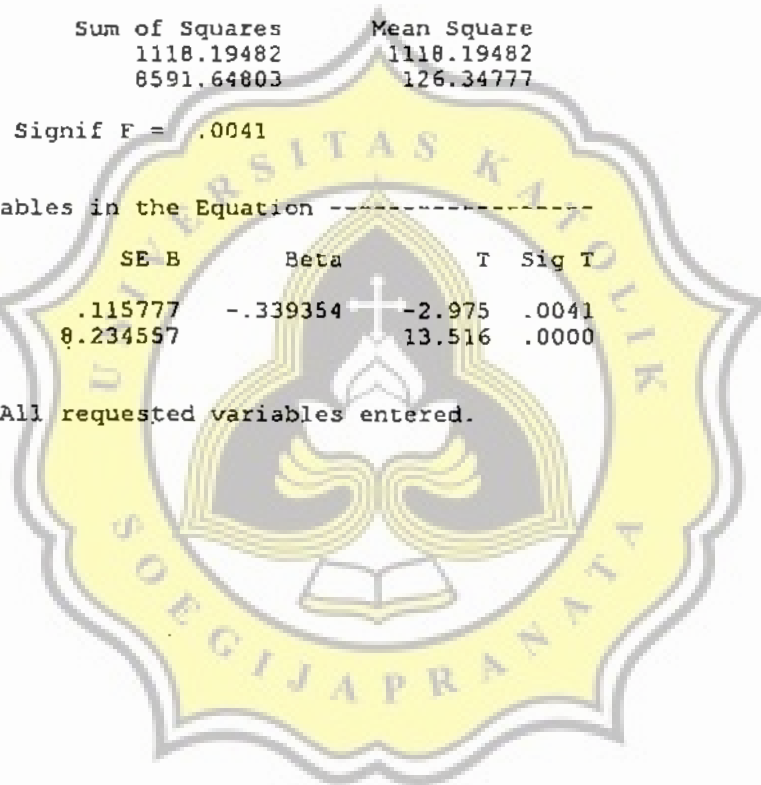 Sum of Squares Mean Square
1118.19482 1118.19482
8591.64803 126.34777
Signif F = .0041
ables in the Equation ------------------
SE B Beta T Sig T
.115777 -.339354 -2.975 .0041
8.234557 13.516 .0000
All requested variables entered.
UNIVERSITAS KATOLIK
SOEGIJAPRANATA